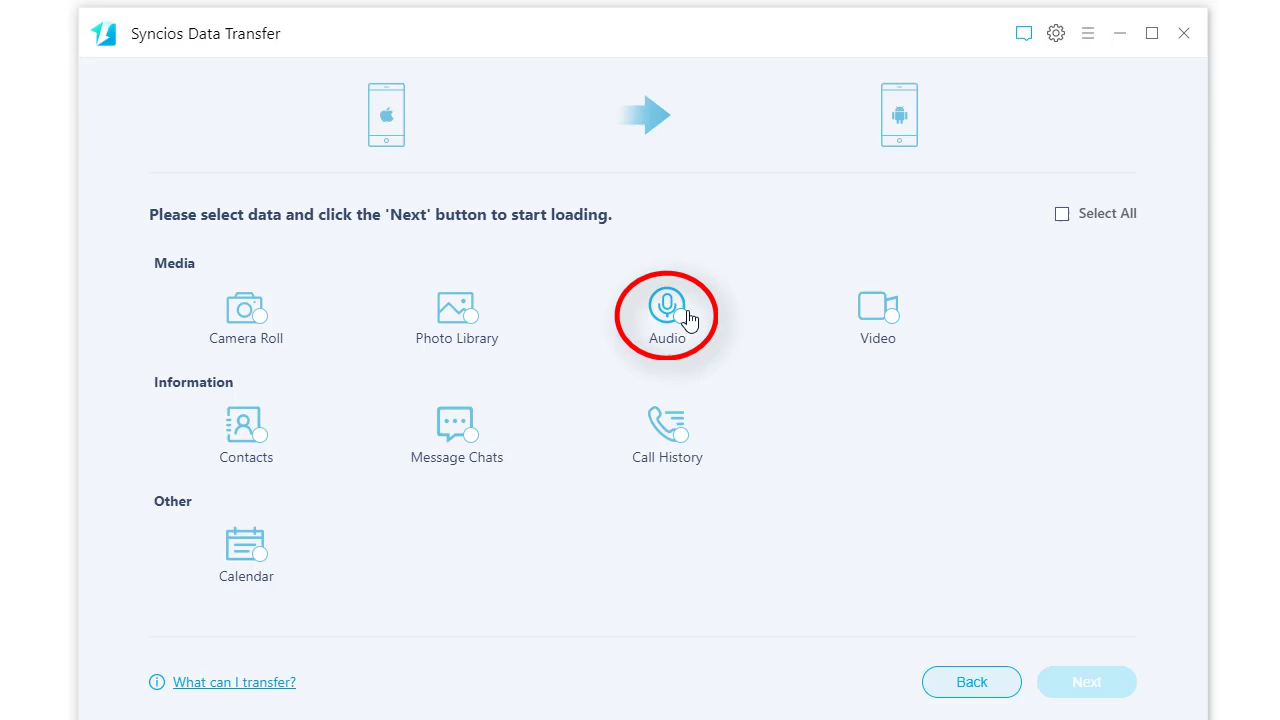 Syncios Data Transfer
Please select data and click the 'Next' button to start loading.
Select All
Media
Camera Roll
Photo Library
Audio
Video
Information
Contacts
Message Chats
Call History
Other
Calendar
What can I transfer?
Back
Next